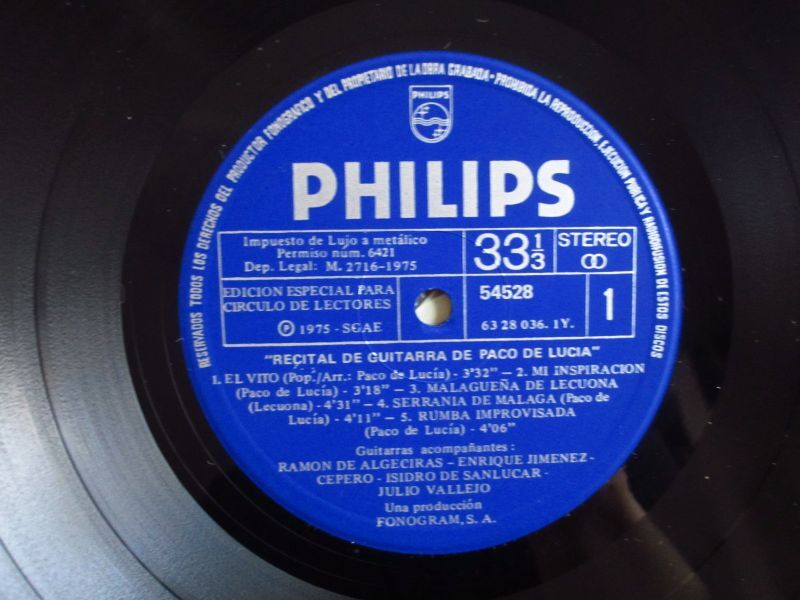 RESERVADOS TODOS LOS DERECHOS DEL PRODUCTOR FONOGRAFICO Y DEL PROPIETARIO DE LA OBRA GRABADA - PROHIBIDA LA REPRODUCCION, EJECUCION PUBLICA Y RADIODIFUSION DE ESTOS DISCOS
PHILIPS
PHILIPS
Impuesto de Lujo a metálico
Permiso núm. 6421
Dep. Legal: M. 2716-1975
33 1/3
STEREO
EDICION ESPECIAL PARA
CIRCULO DE LECTORES
℗ 1975 - SGAE
54528
63 28 036. 1Y.
1
"RECITAL DE GUITARRA DE PACO DE LUCIA"
1. EL VITO (Pop./Arr.: Paco de Lucía) - 3'32" - 2. MI INSPIRACION
(Paco de Lucía) - 3'18" - 3. MALAGUEÑA DE LECUONA
(Lecuona) - 4'31" - 4. SERRANIA DE MALAGA (Paco de
Lucía) - 4'11" - 5. RUMBA IMPROVISADA
(Paco de Lucía) - 4'06"
Guitarras acompañantes :
RAMON DE ALGECIRAS - ENRIQUE JIMENEZ -
CEPERO - ISIDRO DE SANLUCAR -
JULIO VALLEJO
Una producción
FONOGRAM, S. A.